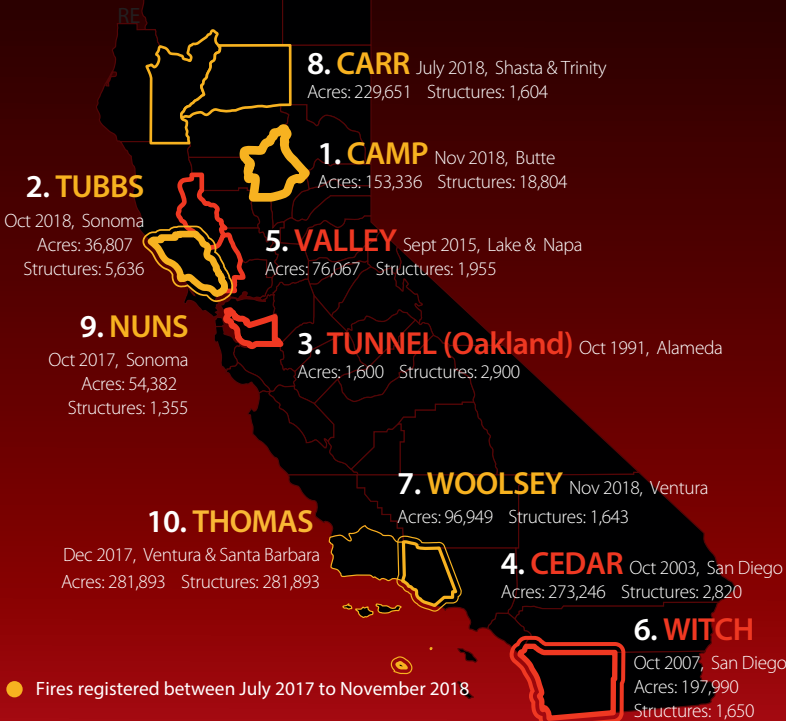 RE
8. CARR July 2018, Shasta & Trinity
Acres: 229,651 Structures: 1,604
1. CAMP Nov 2018, Butte
Acres: 153,336 Structures: 18,804
2. TUBBS
Oct 2018, Sonoma
Acres: 36,807
Structures: 5,636
5. VALLEY Sept 2015, Lake & Napa
Acres: 76,067 Structures: 1,955
9. NUNS
Oct 2017, Sonoma
Acres: 54,382
Structures: 1,355
3. TUNNEL (Oakland) Oct 1991, Alameda
Acres: 1,600 Structures: 2,900
7. WOOLSEY Nov 2018, Ventura
Acres: 96,949 Structures: 1,643
10. THOMAS
Dec 2017, Ventura & Santa Barbara
Acres: 281,893 Structures: 281,893
4. CEDAR Oct 2003, San Diego
Acres: 273,246 Structures: 2,820
6. WITCH
Oct 2007, San Diego
Acres: 197,990
Structures: 1,650
Fires registered between July 2017 to November 2018